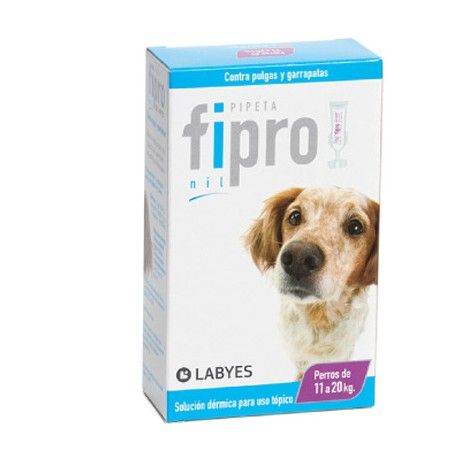 Contra pulgas y garrapatas
PIPETA
fipro
nil
LABYES
Perros de
11 a 20 kg.
Solución dérmica para uso tópico